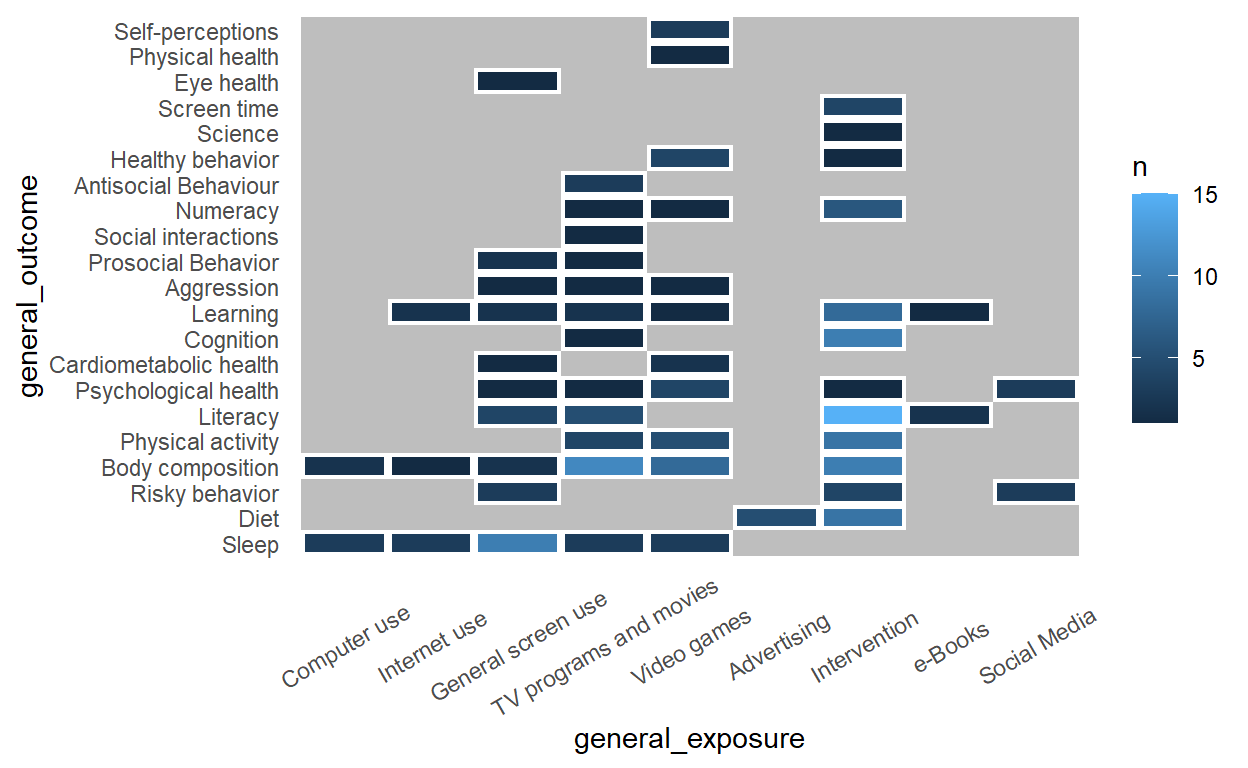 Self-perceptions
Physical health
Eye health
Screen time
Science
Healthy behavior
Antisocial Behaviour
Numeracy
Social interactions
Prosocial Behavior
Aggression
Learning
Cognition
Cardiometabolic health
Psychological health
Literacy
Physical activity
Body composition
Risky behavior
Diet
Sleep
general_outcome
Computer use
Internet use
General screen use
TV programs and movies
Video games
Advertising
Intervention
e-Books
Social Media
general_exposure
n
15
10
5